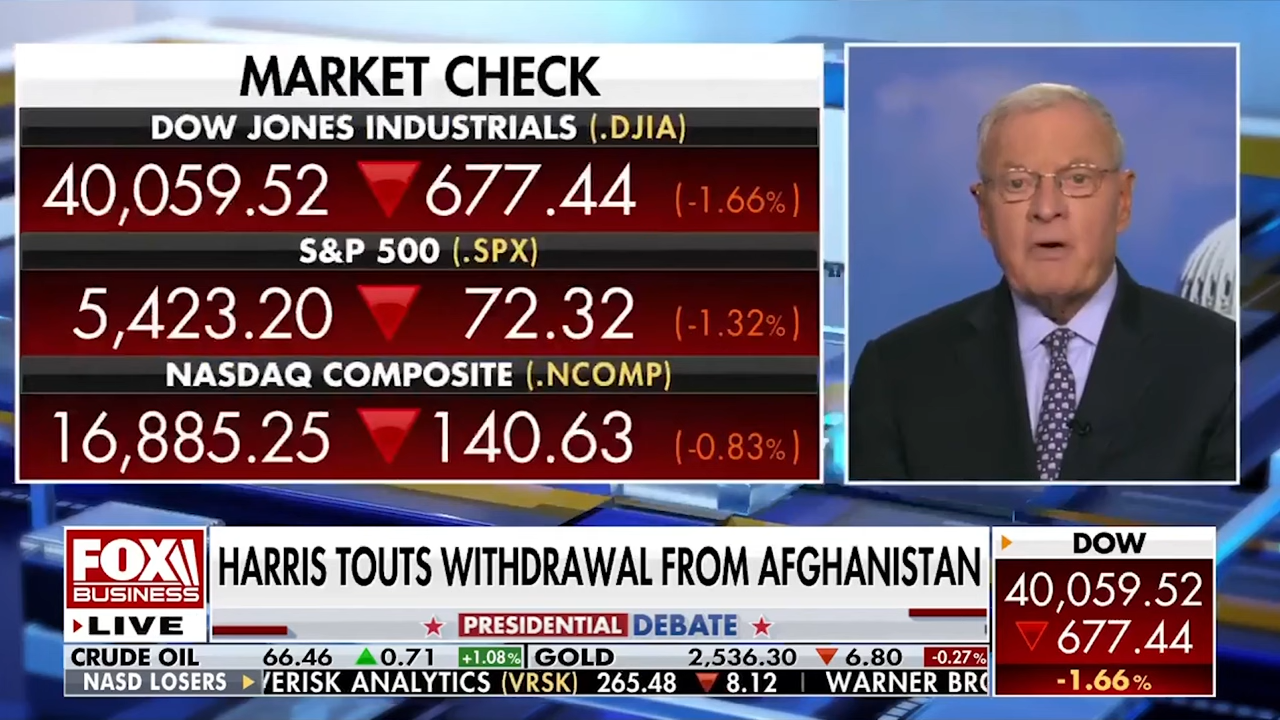 MARKET CHECK
DOW JONES INDUSTRIALS (.DJIA)
40,059.52 ▼ 677.44 (-1.66%)
S&P 500 (.SPX)
5,423.20 ▼ 72.32 (-1.32%)
NASDAQ COMPOSITE (.NCOMP)
16,885.25 ▼ 140.63 (-0.83%)
FOX
BUSINESS
LIVE
HARRIS TOUTS WITHDRAWAL FROM AFGHANISTAN
★ PRESIDENTIAL DEBATE ★
DOW
40,059.52
▼ 677.44
-1.66%
CRUDE OIL 66.46 ▲ 0.71 +1.08% GOLD 2,536.30 ▼ 6.80 -0.27%
NASD LOSERS VERISK ANALYTICS (VRSK) 265.48 ▼ 8.12 | WARNER